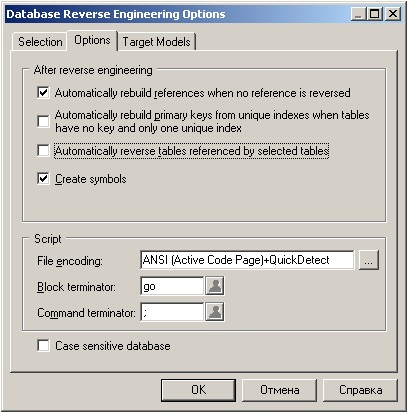 Database Reverse Engineering Options
Selection Options Target Models
After reverse engineering
Automatically rebuild references when no reference is reversed
Automatically rebuild primary keys from unique indexes when tables
have no key and only one unique index
Automatically reverse tables referenced by selected tables
Create symbols
Script
File encoding: ANSI (Active Code Page)+QuickDetect ...
Block terminator: go
Command terminator: ;
Case sensitive database
OK Отмена Справка